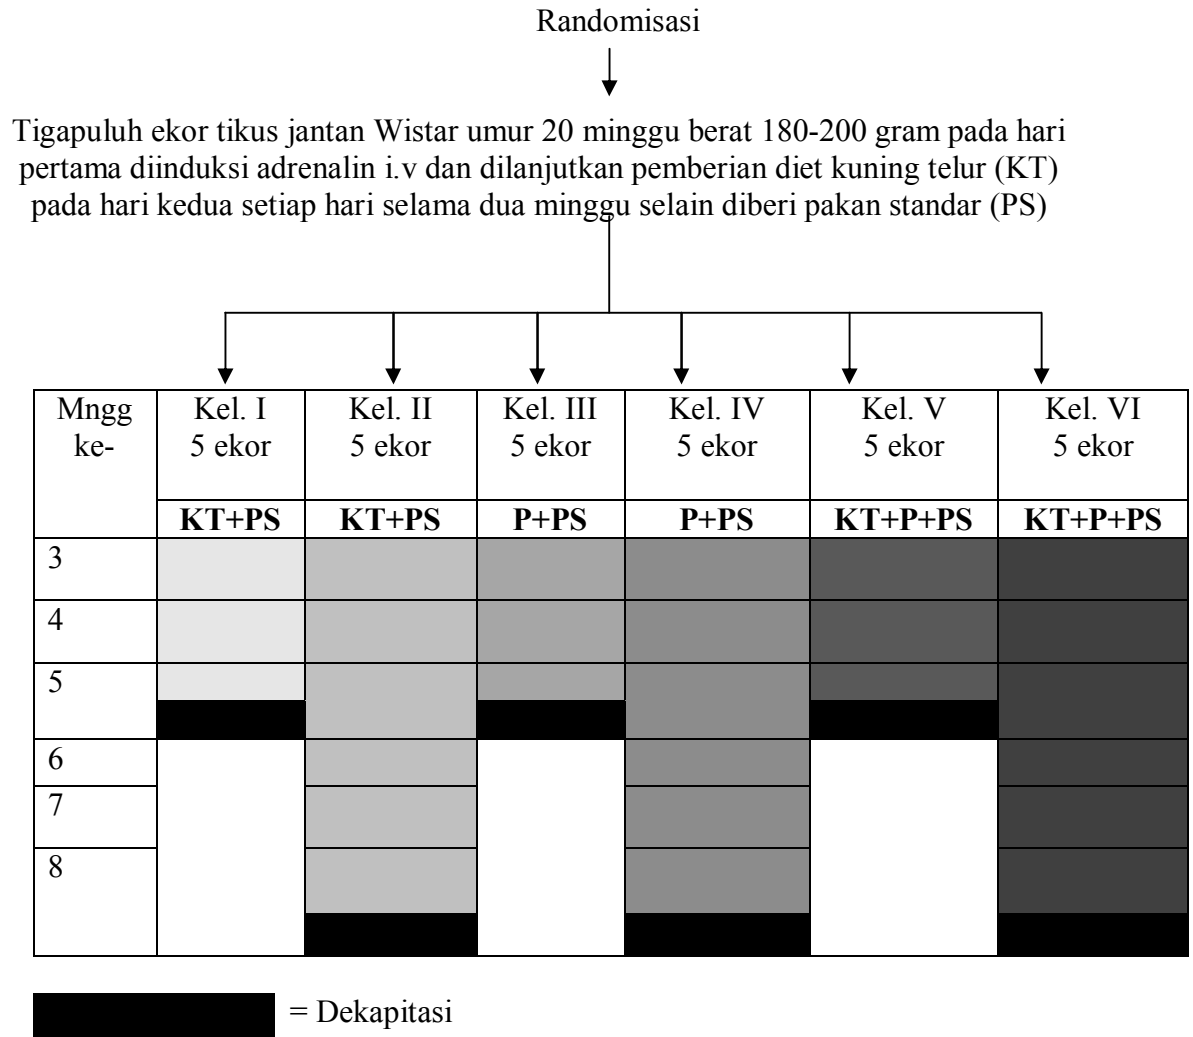 Randomisasi
Tigapuluh ekor tikus jantan Wistar umur 20 minggu berat 180-200 gram pada hari
pertama diinduksi adrenalin i.v dan dilanjutkan pemberian diet kuning telur (KT)
pada hari kedua setiap hari selama dua minggu selain diberi pakan standar (PS)
Mngg Kel. I Kel. II Kel. III Kel. IV Kel. V Kel. VI
ke- 5 ekor 5 ekor 5 ekor 5 ekor 5 ekor 5 ekor
KT+PS KT+PS P+PS P+PS KT+P+PS KT+P+PS
3
4
5
6
7
8
= Dekapitasi